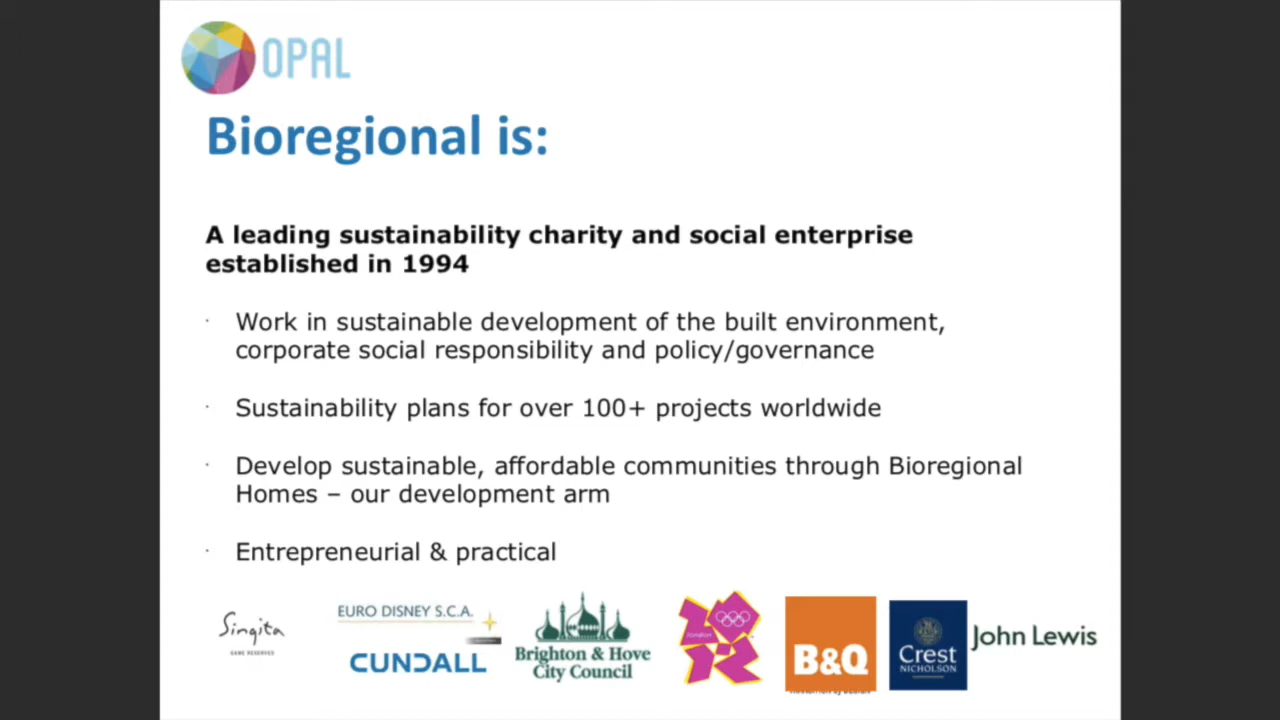 OPAL
Bioregional is:
A leading sustainability charity and social enterprise
established in 1994
· Work in sustainable development of the built environment,
corporate social responsibility and policy/governance
· Sustainability plans for over 100+ projects worldwide
· Develop sustainable, affordable communities through Bioregional
Homes – our development arm
· Entrepreneurial & practical
Singita
GAME RESERVES
EURO DISNEY S.C.A.
CUNDALL
Brighton & Hove
City Council
london
B&Q
Crest
NICHOLSON
John Lewis